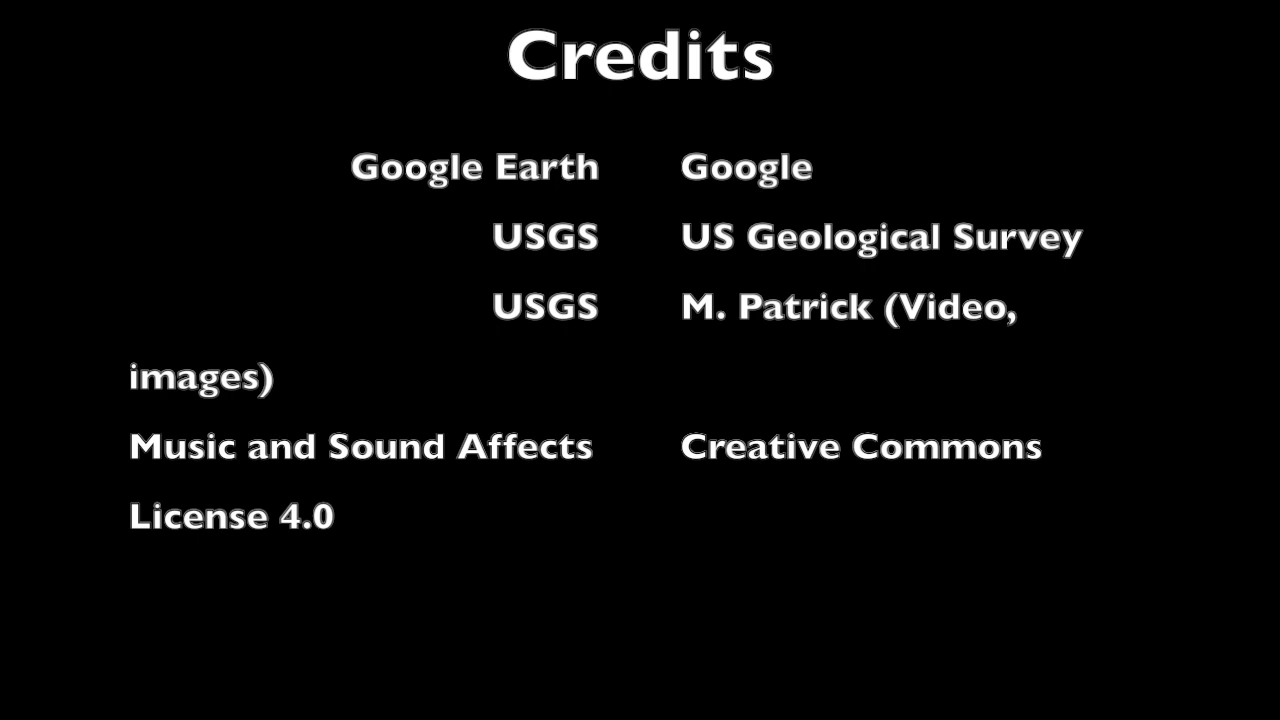 Credits
Google Earth Google
USGS US Geological Survey
USGS M. Patrick (Video,
images)
Music and Sound Affects Creative Commons
License 4.0